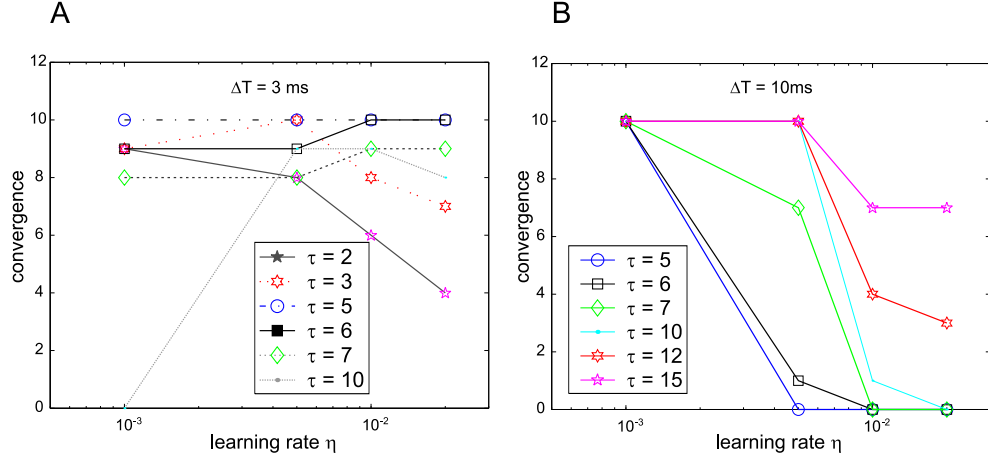 A
12
10
8
6
4
2
0
convergence
ΔT = 3 ms
τ = 2
τ = 3
τ = 5
τ = 6
τ = 7
τ = 10
10⁻³
10⁻²
learning rate η
B
12
10
8
6
4
2
0
convergence
ΔT = 10ms
τ = 5
τ = 6
τ = 7
τ = 10
τ = 12
τ = 15
10⁻³
10⁻²
learning rate η